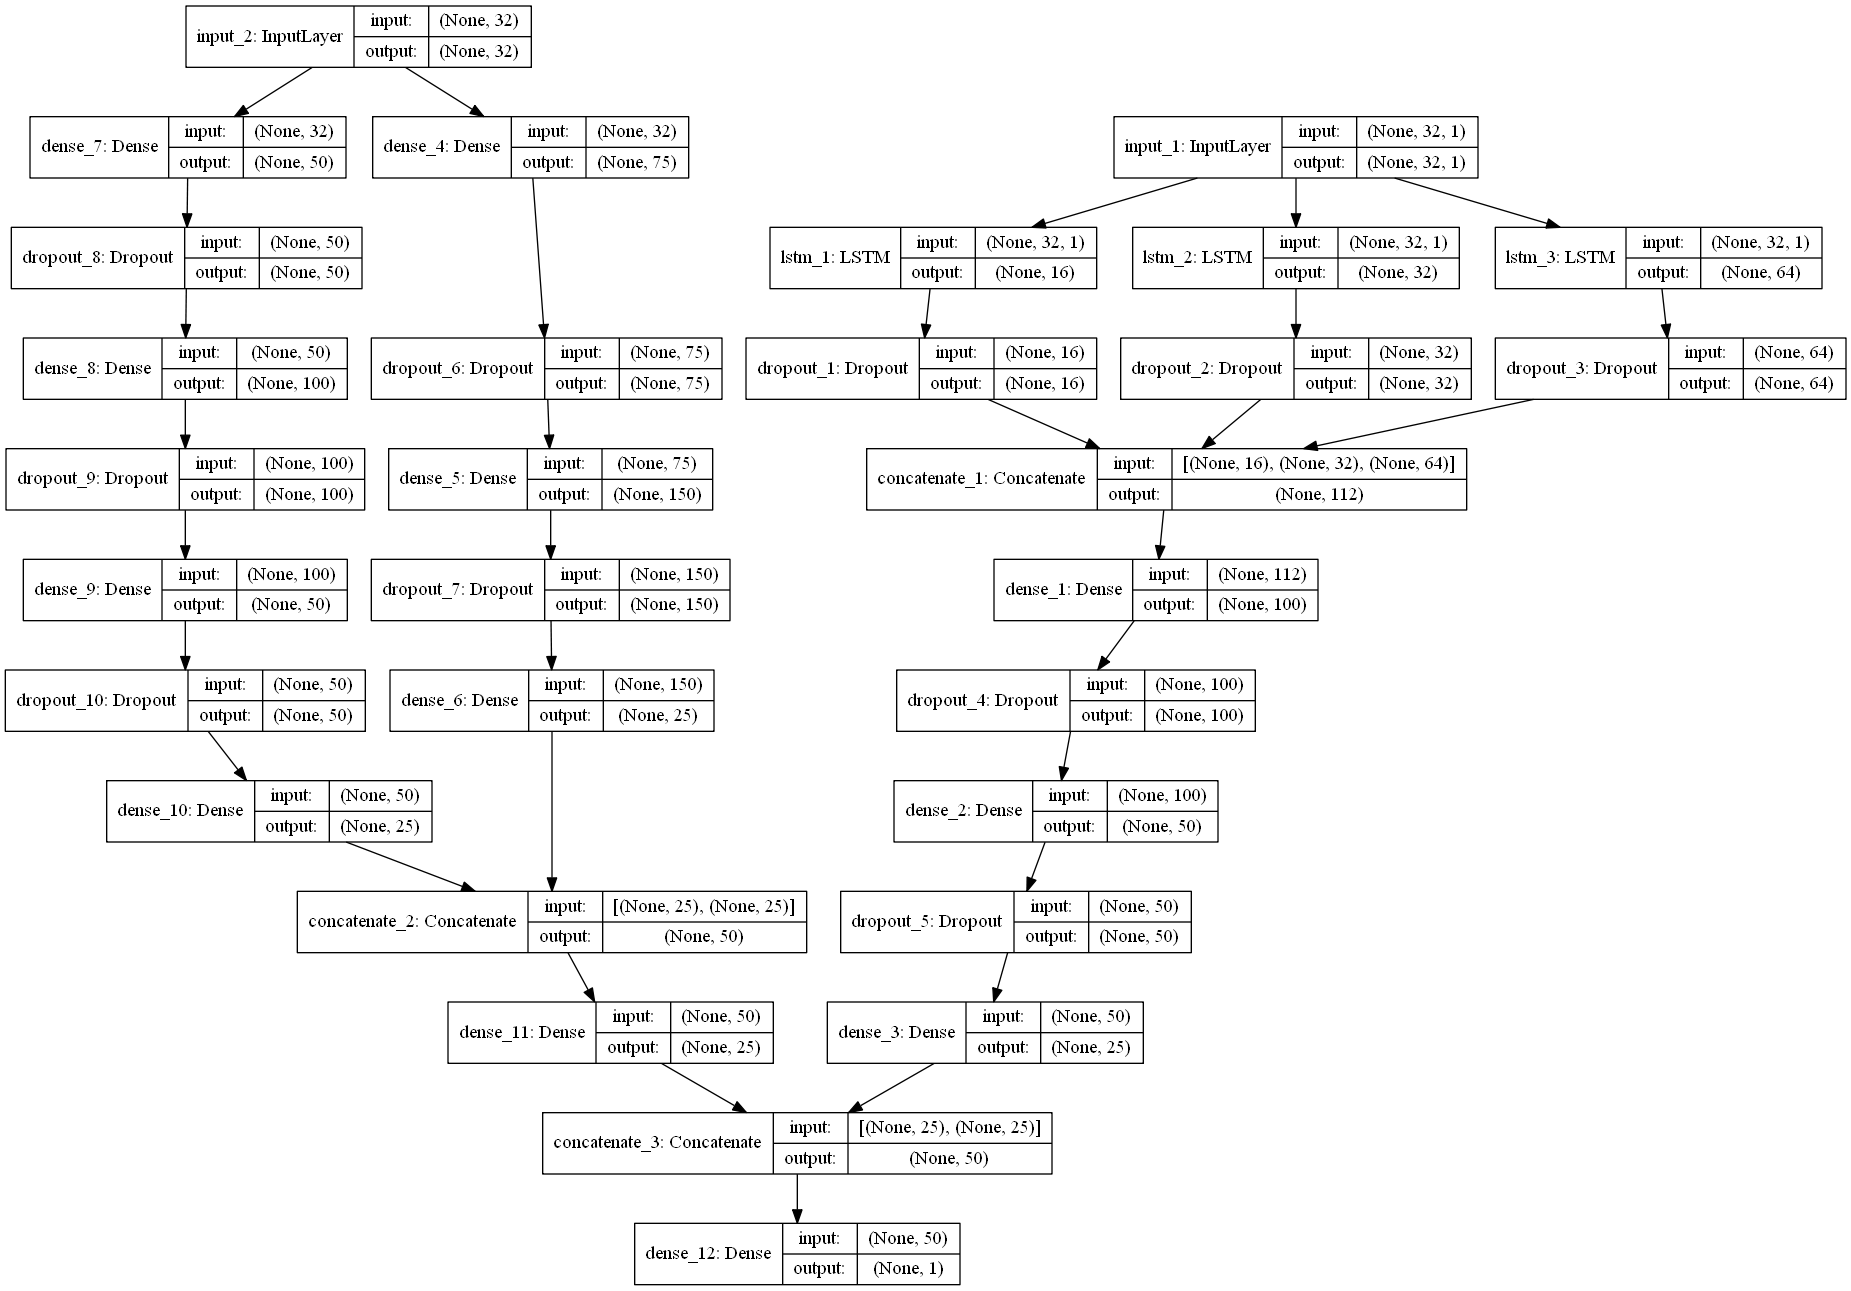 input_2: InputLayer
input: (None, 32)
output: (None, 32)
dense_7: Dense
input: (None, 32)
output: (None, 50)
dense_4: Dense
input: (None, 32)
output: (None, 75)
input_1: InputLayer
input: (None, 32, 1)
output: (None, 32, 1)
dropout_8: Dropout
input: (None, 50)
output: (None, 50)
lstm_1: LSTM
input: (None, 32, 1)
output: (None, 16)
lstm_2: LSTM
input: (None, 32, 1)
output: (None, 32)
lstm_3: LSTM
input: (None, 32, 1)
output: (None, 64)
dense_8: Dense
input: (None, 50)
output: (None, 100)
dropout_6: Dropout
input: (None, 75)
output: (None, 75)
dropout_1: Dropout
input: (None, 16)
output: (None, 16)
dropout_2: Dropout
input: (None, 32)
output: (None, 32)
dropout_3: Dropout
input: (None, 64)
output: (None, 64)
dropout_9: Dropout
input: (None, 100)
output: (None, 100)
dense_5: Dense
input: (None, 75)
output: (None, 150)
concatenate_1: Concatenate
input: [(None, 16), (None, 32), (None, 64)]
output: (None, 112)
dense_9: Dense
input: (None, 100)
output: (None, 50)
dropout_7: Dropout
input: (None, 150)
output: (None, 150)
dense_1: Dense
input: (None, 112)
output: (None, 100)
dropout_10: Dropout
input: (None, 50)
output: (None, 50)
dense_6: Dense
input: (None, 150)
output: (None, 25)
dropout_4: Dropout
input: (None, 100)
output: (None, 100)
dense_10: Dense
input: (None, 50)
output: (None, 25)
dense_2: Dense
input: (None, 100)
output: (None, 50)
concatenate_2: Concatenate
input: [(None, 25), (None, 25)]
output: (None, 50)
dropout_5: Dropout
input: (None, 50)
output: (None, 50)
dense_11: Dense
input: (None, 50)
output: (None, 25)
dense_3: Dense
input: (None, 50)
output: (None, 25)
concatenate_3: Concatenate
input: [(None, 25), (None, 25)]
output: (None, 50)
dense_12: Dense
input: (None, 50)
output: (None, 1)